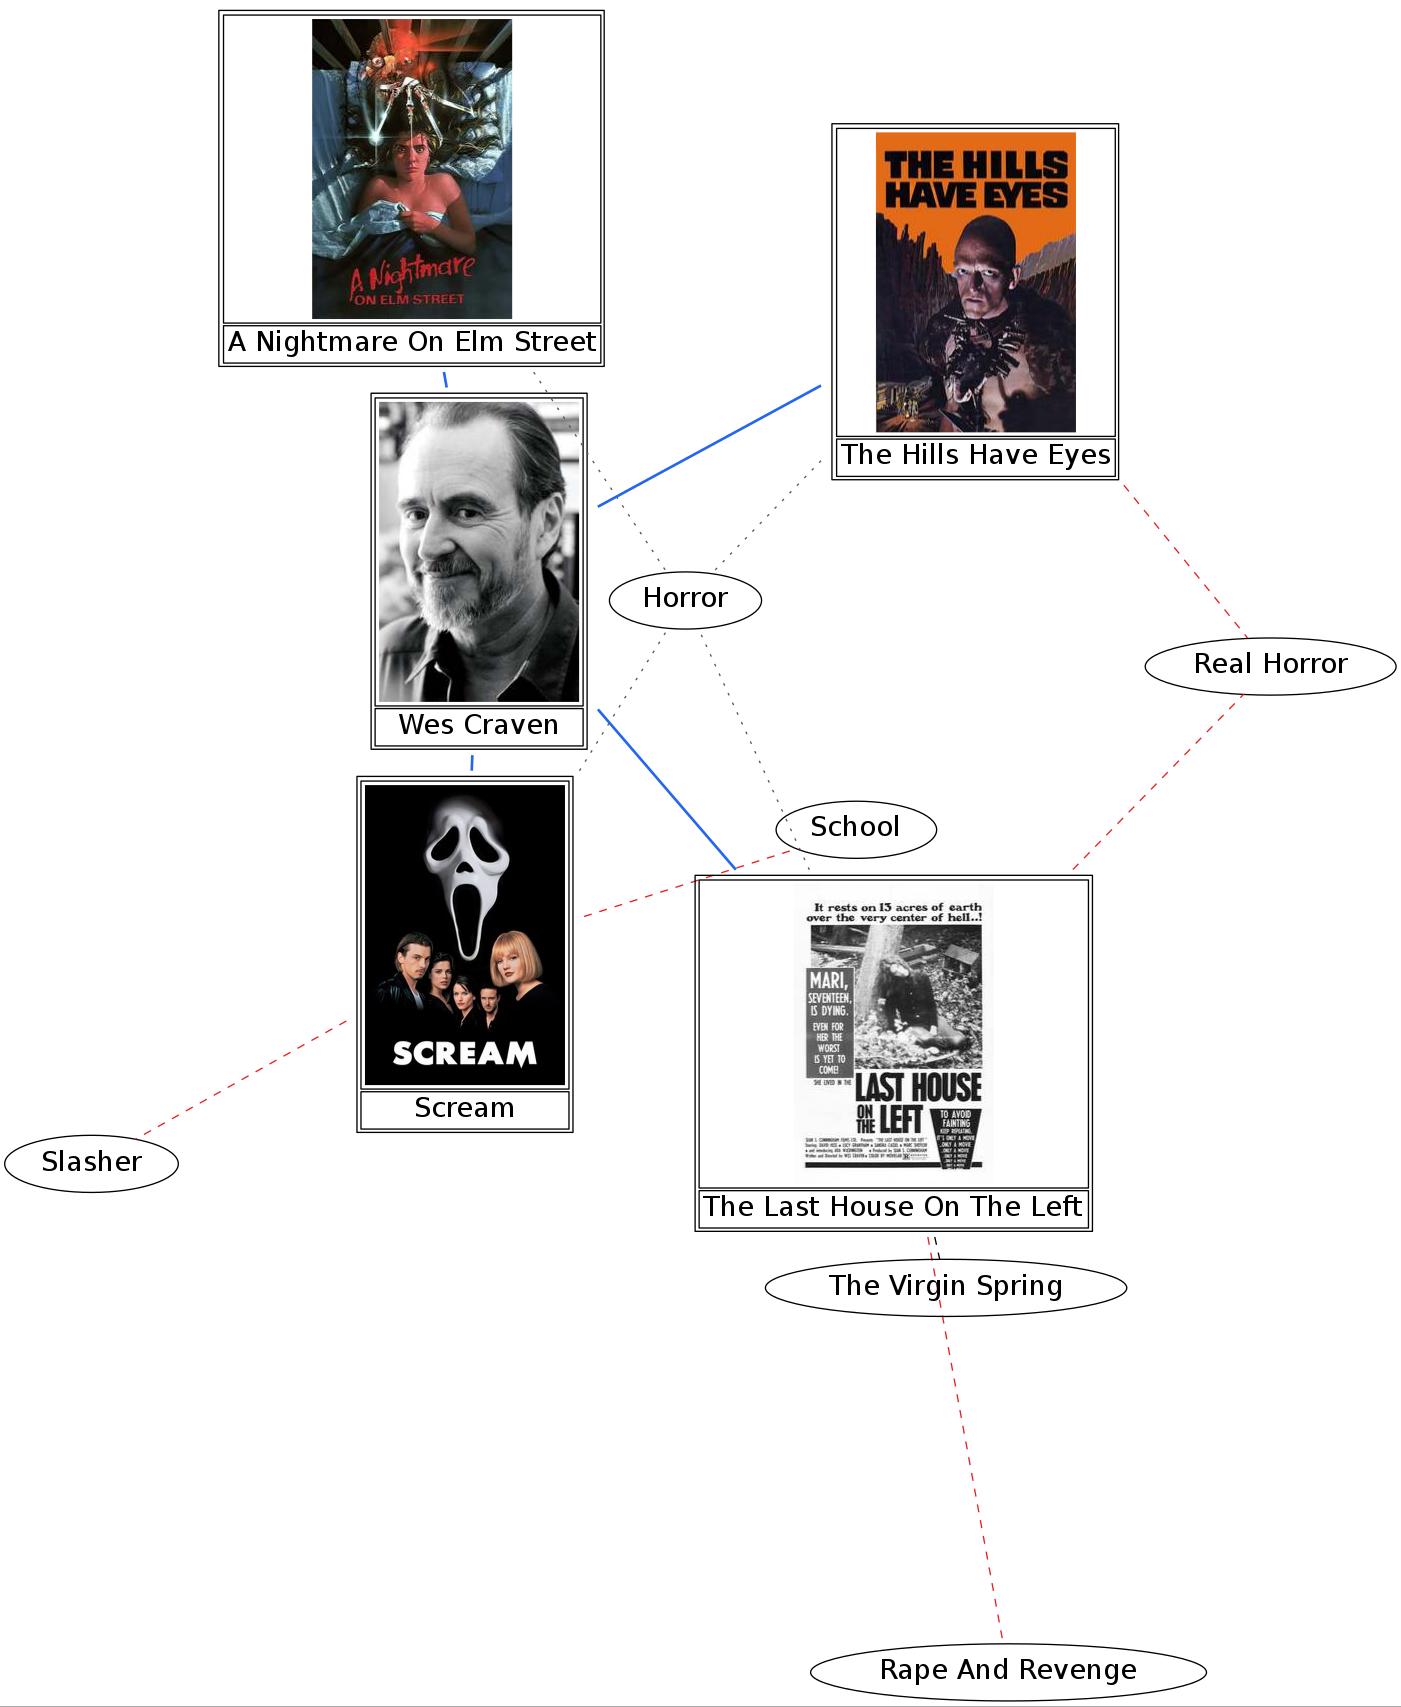 A Nightmare
ON ELM STREET
A Nightmare On Elm Street
THE HILLS
HAVE EYES
The Hills Have Eyes
Horror
Real Horror
Wes Craven
School
SCREAM
Scream
Slasher
It rests on 13 acres of earth
over the very center of hell..!
MARI,
SEVENTEEN,
IS DYING.
EVEN FOR
HER THE
WORST
IS YET TO
COME!
SHE LIVED IN THE
LAST HOUSE
ON
THE LEFT
TO AVOID
FAINTING
KEEP REPEATING,
IT'S ONLY A MOVIE
..ONLY A MOVIE
..ONLY A MOVIE
..ONLY A MOVIE
The Last House On The Left
The Virgin Spring
Rape And Revenge